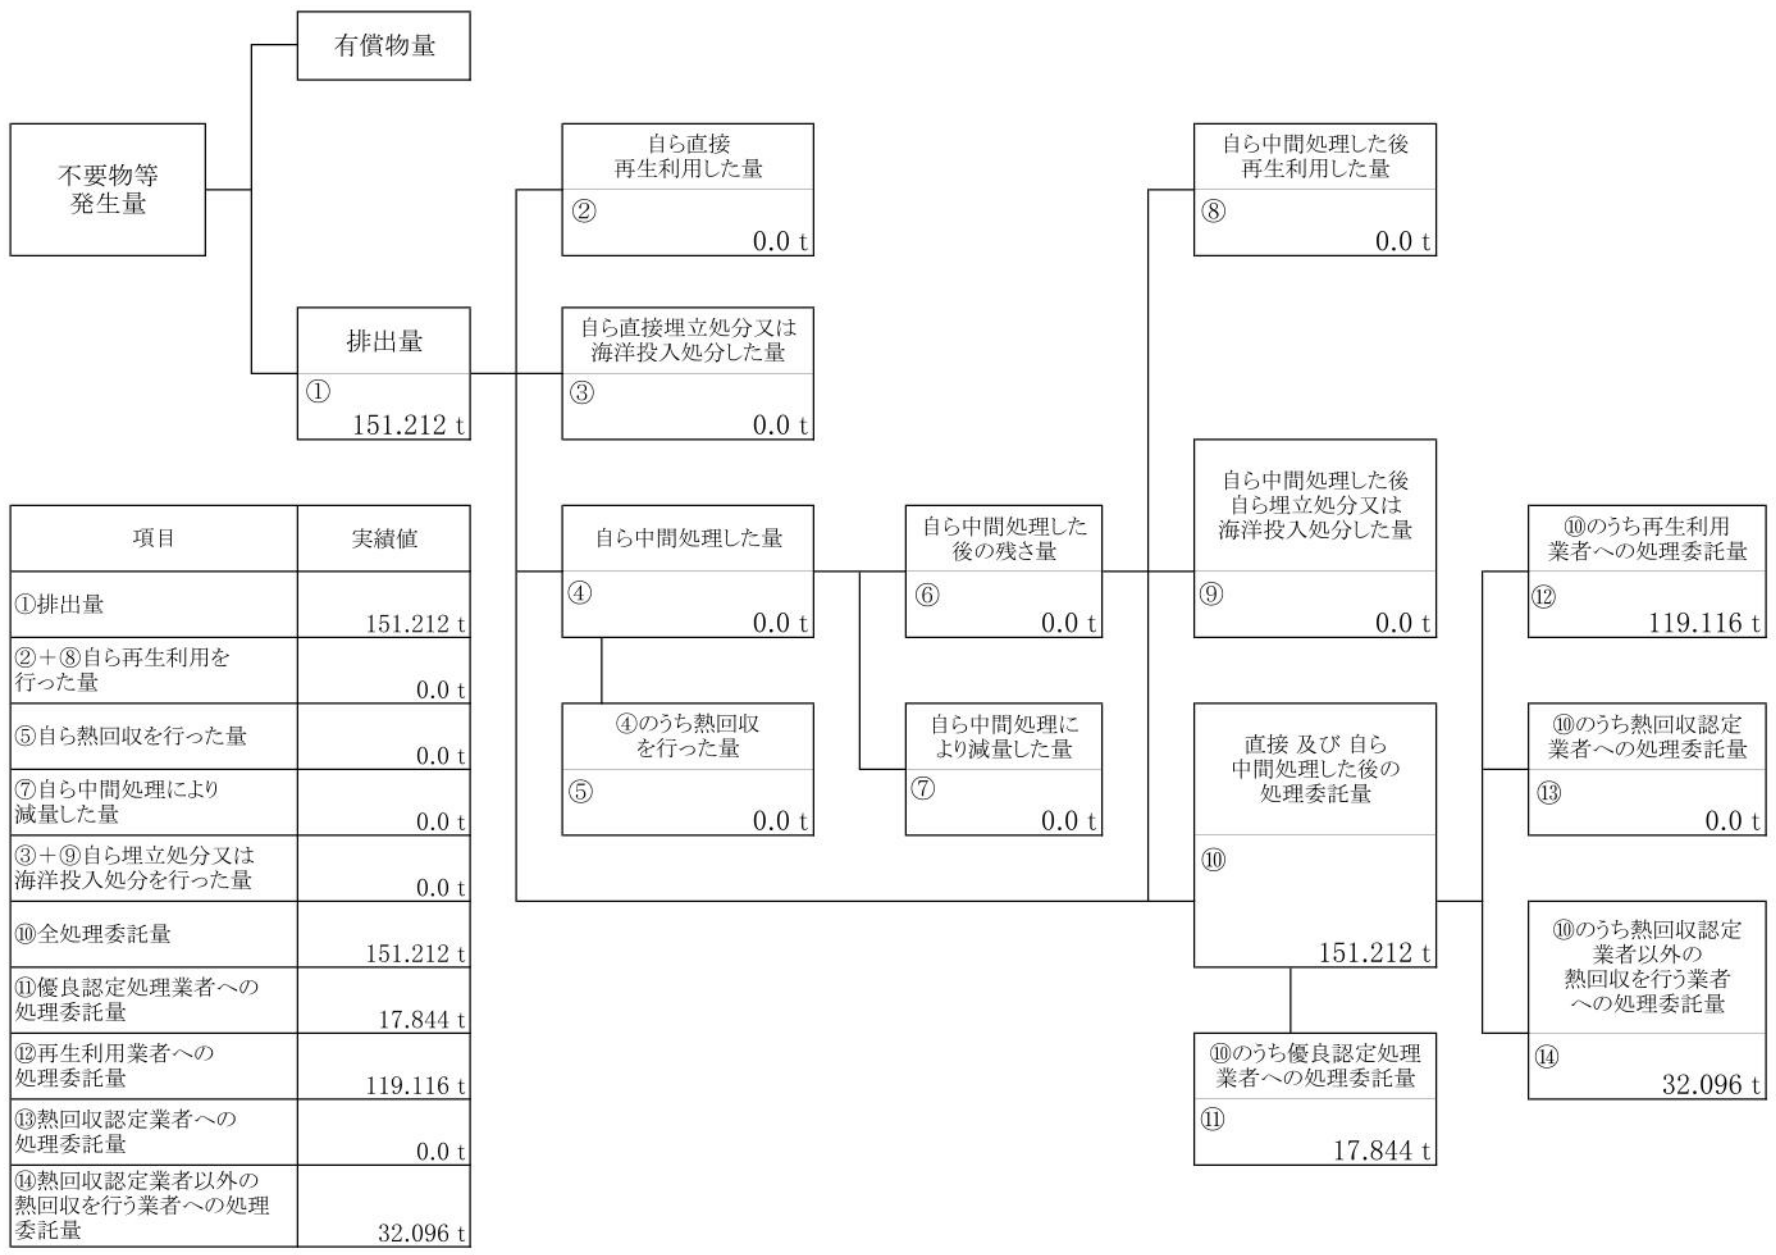 有償物量
不要物等
発生量
排出量
①
151.212 t
自ら直接
再生利用した量
②
0.0 t
自ら直接埋立処分又は
海洋投入処分した量
③
0.0 t
自ら中間処理した量
④
0.0 t
④のうち熱回収
を行った量
⑤
0.0 t
自ら中間処理した
後の残さ量
⑥
0.0 t
自ら中間処理に
より減量した量
⑦
0.0 t
自ら中間処理した後
再生利用した量
⑧
0.0 t
自ら中間処理した後
自ら埋立処分又は
海洋投入処分した量
⑨
0.0 t
直接 及び 自ら
中間処理した後の
処理委託量
⑩
151.212 t
⑩のうち優良認定処理
業者への処理委託量
⑪
17.844 t
⑩のうち再生利用
業者への処理委託量
⑫
119.116 t
⑩のうち熱回収認定
業者への処理委託量
⑬
0.0 t
⑩のうち熱回収認定
業者以外の
熱回収を行う業者
への処理委託量
⑭
32.096 t
項目 実績値
①排出量
151.212 t
②＋⑧自ら再生利用を
行った量
0.0 t
⑤自ら熱回収を行った量
0.0 t
⑦自ら中間処理により
減量した量
0.0 t
③＋⑨自ら埋立処分又は
海洋投入処分を行った量
0.0 t
⑩全処理委託量
151.212 t
⑪優良認定処理業者への
処理委託量
17.844 t
⑫再生利用業者への
処理委託量
119.116 t
⑬熱回収認定業者への
処理委託量
0.0 t
⑭熱回収認定業者以外の
熱回収を行う業者への処理
委託量
32.096 t